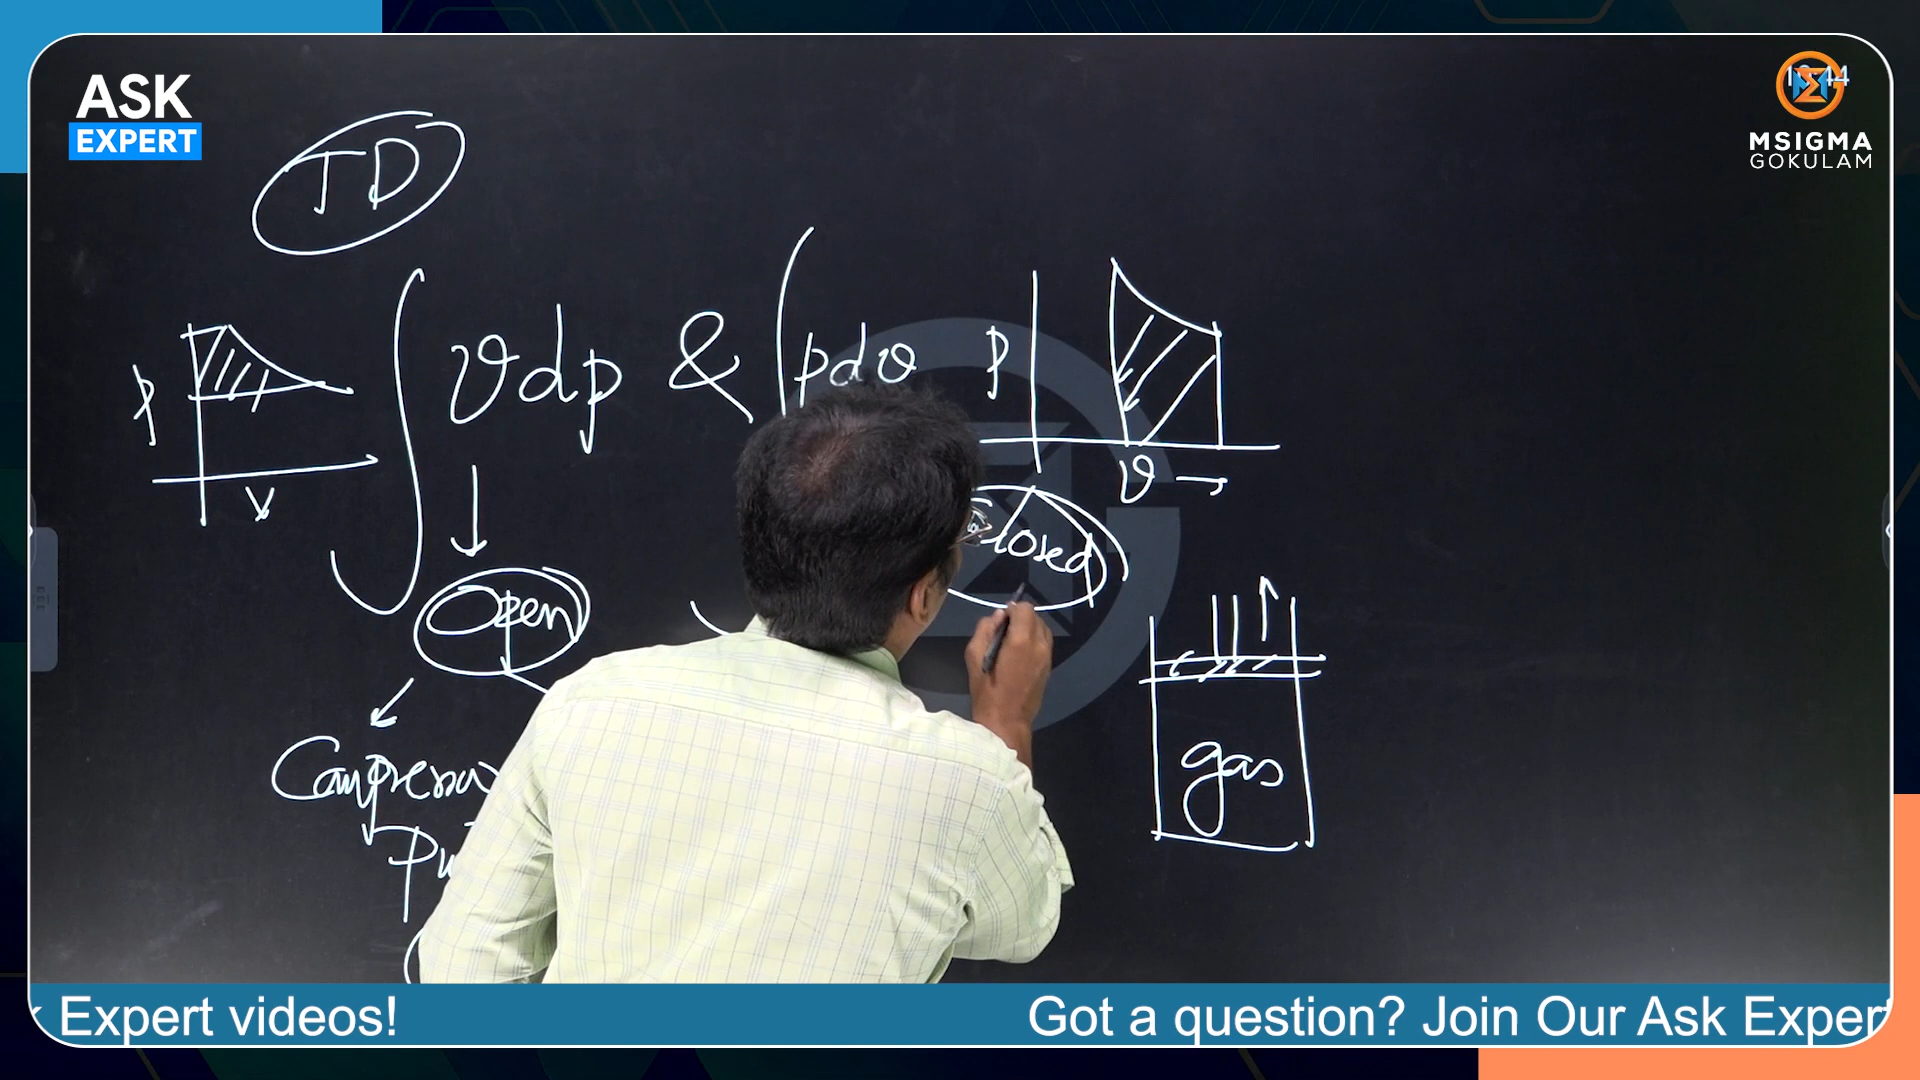 ASK
EXPERT
MSIGMA
GOKULAM
TD
p
V
∫ vdp & ∫ pdv
p
v →
Open
Closed
Compressor
gas
Expert videos!
Got a question? Join Our Ask Expert